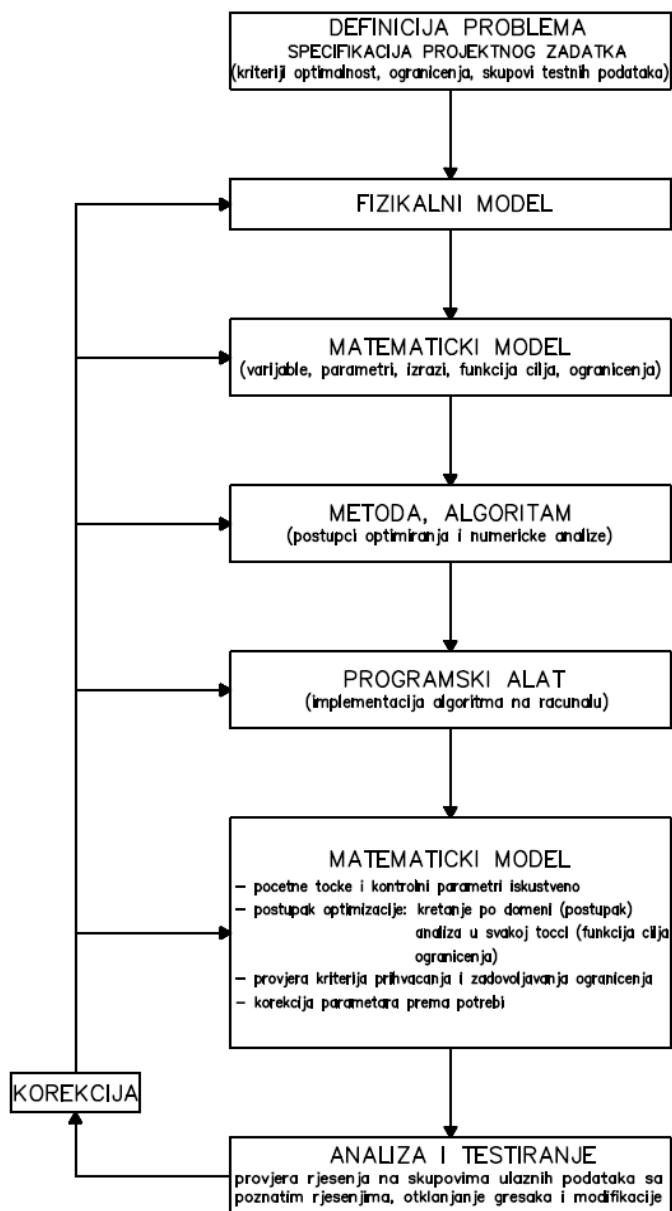 DEFINICIJA PROBLEMA
SPECIFIKACIJA PROJEKTNOG ZADATKA
(kriteriji optimalnost, ogranicenja, skupovi testnih podataka)
FIZIKALNI MODEL
MATEMATICKI MODEL
(varijable, parametri, izrazi, funkcija cilja, ogranicenja)
METODA, ALGORITAM
(postupci optimiranja i numericke analize)
PROGRAMSKI ALAT
(implementacija algoritma na racunalu)
MATEMATICKI MODEL
– pocetne tocke i kontrolni parametri iskustveno
– postupak optimizacije: kretanje po domeni (postupak)
analiza u svakoj tocci (funkcija cilja
ogranicenja)
– provjera kriterija prihvacanja i zadovoljavanja ogranicenja
– korekcija parametara prema potrebi
KOREKCIJA
ANALIZA I TESTIRANJE
provjera rjesenja na skupovima ulaznih podataka sa
poznatim rjesenjima, otklanjanje gresaka i modifikacije